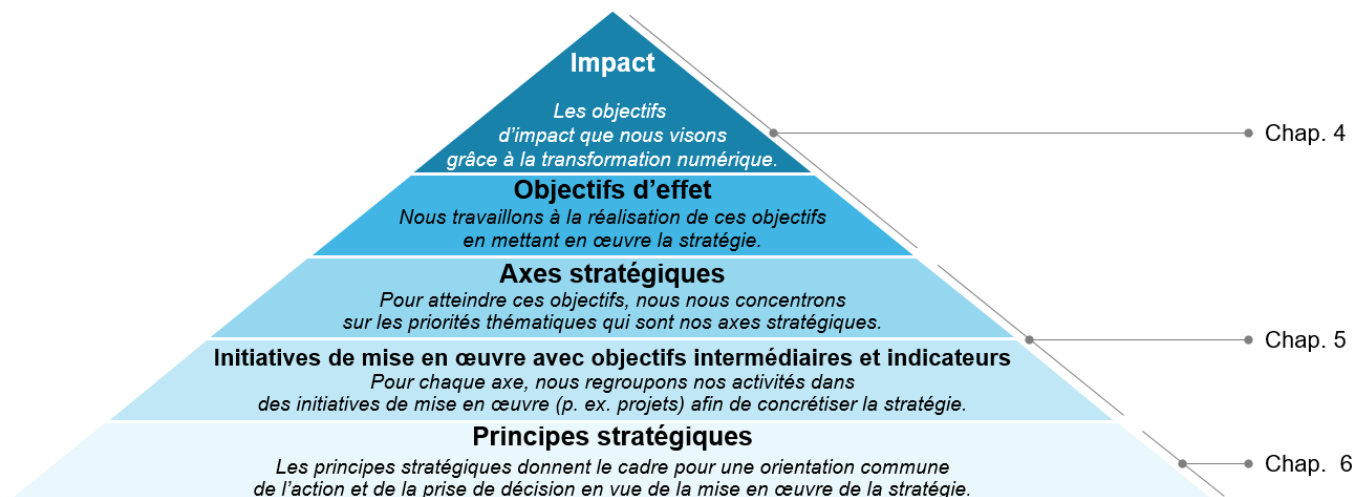 Impact
Les objectifs
d'impact que nous visons
grâce à la transformation numérique.
Chap. 4
Objectifs d'effet
Nous travaillons à la réalisation de ces objectifs
en mettant en œuvre la stratégie.
Axes stratégiques
Pour atteindre ces objectifs, nous nous concentrons
sur les priorités thématiques qui sont nos axes stratégiques.
Chap. 5
Initiatives de mise en œuvre avec objectifs intermédiaires et indicateurs
Pour chaque axe, nous regroupons nos activités dans
des initiatives de mise en œuvre (p. ex. projets) afin de concrétiser la stratégie.
Principes stratégiques
Les principes stratégiques donnent le cadre pour une orientation commune
de l'action et de la prise de décision en vue de la mise en œuvre de la stratégie.
Chap. 6